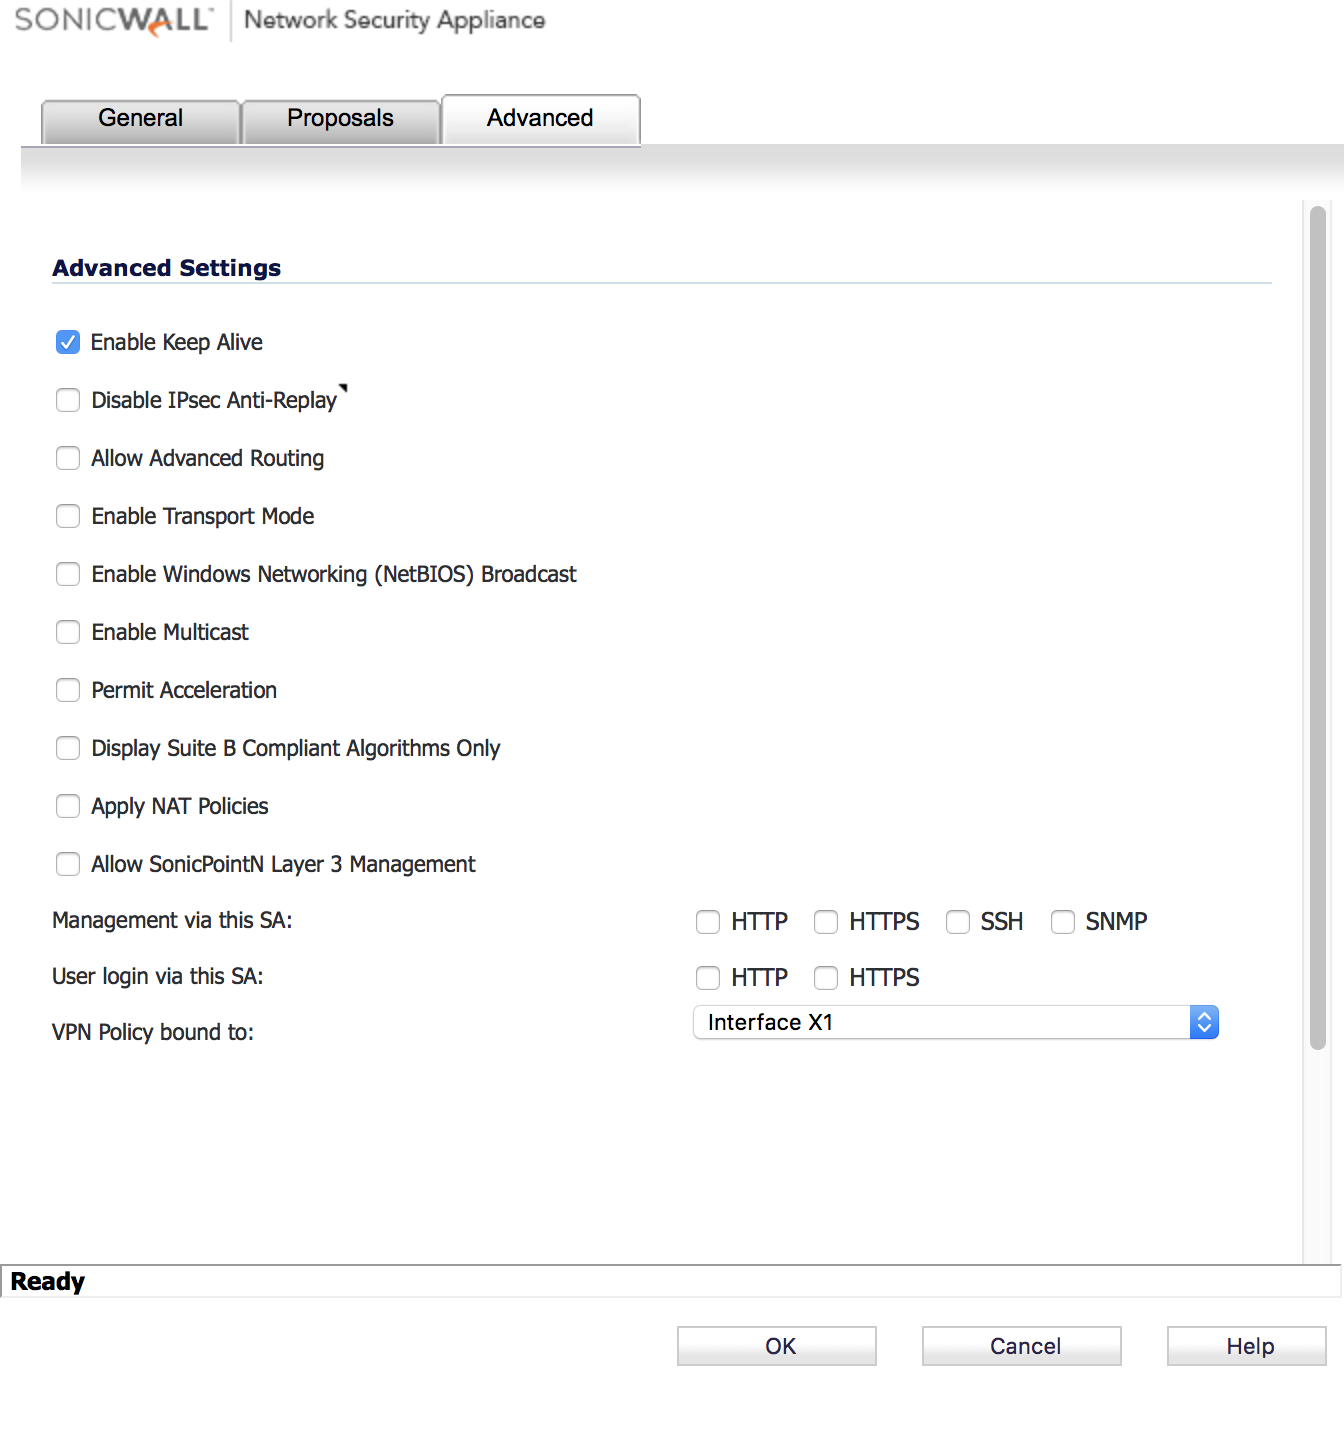 SONICWALL Network Security Appliance
General Proposals Advanced
Advanced Settings
Enable Keep Alive
Disable IPsec Anti-Replay
Allow Advanced Routing
Enable Transport Mode
Enable Windows Networking (NetBIOS) Broadcast
Enable Multicast
Permit Acceleration
Display Suite B Compliant Algorithms Only
Apply NAT Policies
Allow SonicPointN Layer 3 Management
Management via this SA: HTTP HTTPS SSH SNMP
User login via this SA: HTTP HTTPS
VPN Policy bound to: Interface X1
Ready
OK Cancel Help